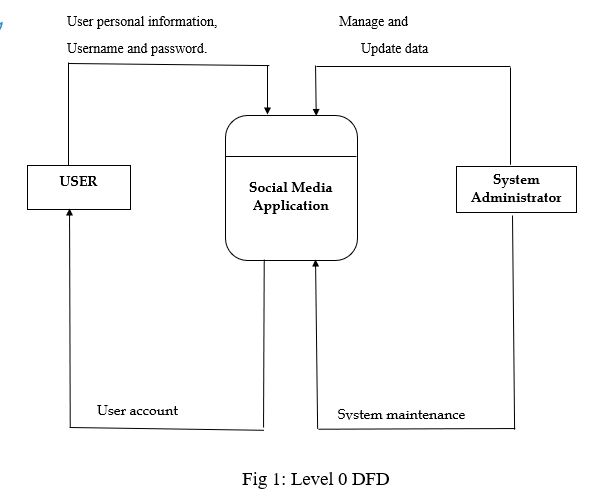 User personal information,
Username and password.
Manage and
Update data
USER
Social Media
Application
System
Administrator
User account
System maintenance
Fig 1: Level 0 DFD